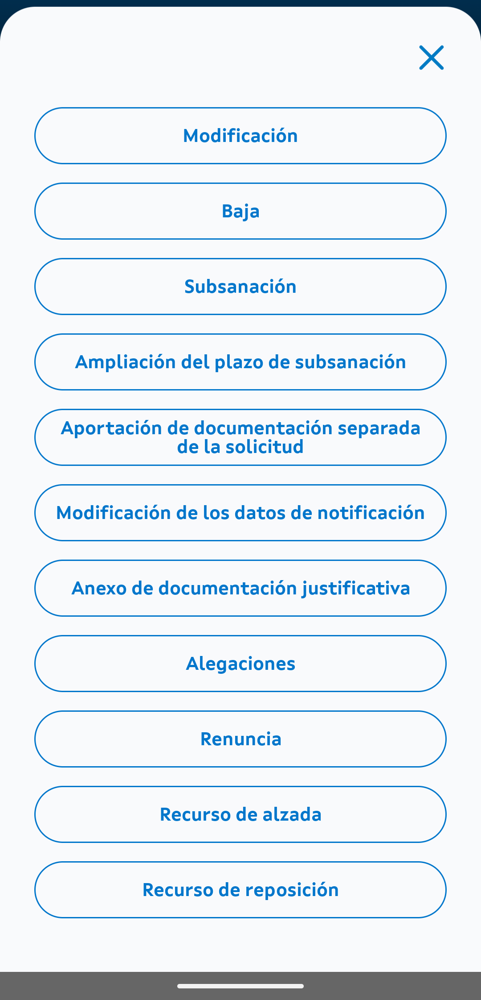 Modificación
Baja
Subsanación
Ampliación del plazo de subsanación
Aportación de documentación separada
de la solicitud
Modificación de los datos de notificación
Anexo de documentación justificativa
Alegaciones
Renuncia
Recurso de alzada
Recurso de reposición